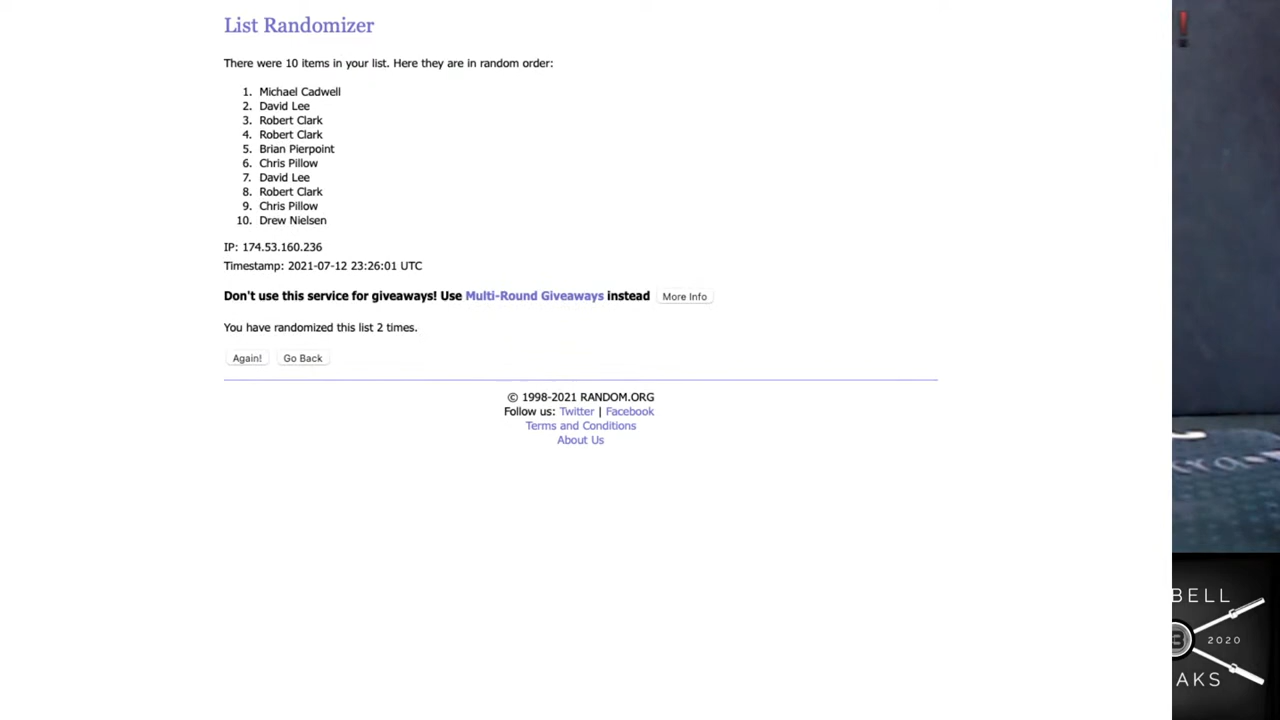 List Randomizer
There were 10 items in your list. Here they are in random order:
1. Michael Cadwell
2. David Lee
3. Robert Clark
4. Robert Clark
5. Brian Pierpoint
6. Chris Pillow
7. David Lee
8. Robert Clark
9. Chris Pillow
10. Drew Nielsen
IP: 174.53.160.236
Timestamp: 2021-07-12 23:26:01 UTC
Don't use this service for giveaways! Use Multi-Round Giveaways instead More Info
You have randomized this list 2 times.
Again! Go Back
© 1998-2021 RANDOM.ORG
Follow us: Twitter | Facebook
Terms and Conditions
About Us
BELL
B 2020
AKS